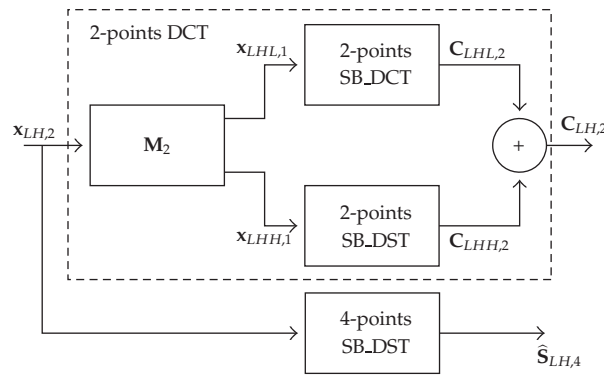 2-points DCT
x_{LHL,1}
2-points
SB_DCT
C_{LHL,2}
x_{LH,2}
M_2
+
C_{LH,2}
x_{LHH,1}
2-points
SB_DST
C_{LHH,2}
4-points
SB_DST
\widehat{S}_{LH,4}